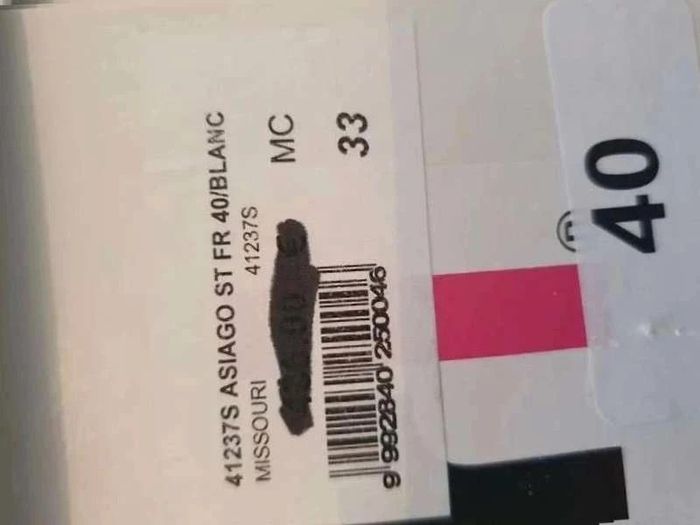 41237S ASIAGO ST FR 40/BLANC
MISSOURI 41237S
MC
33
9 992840 250046
40